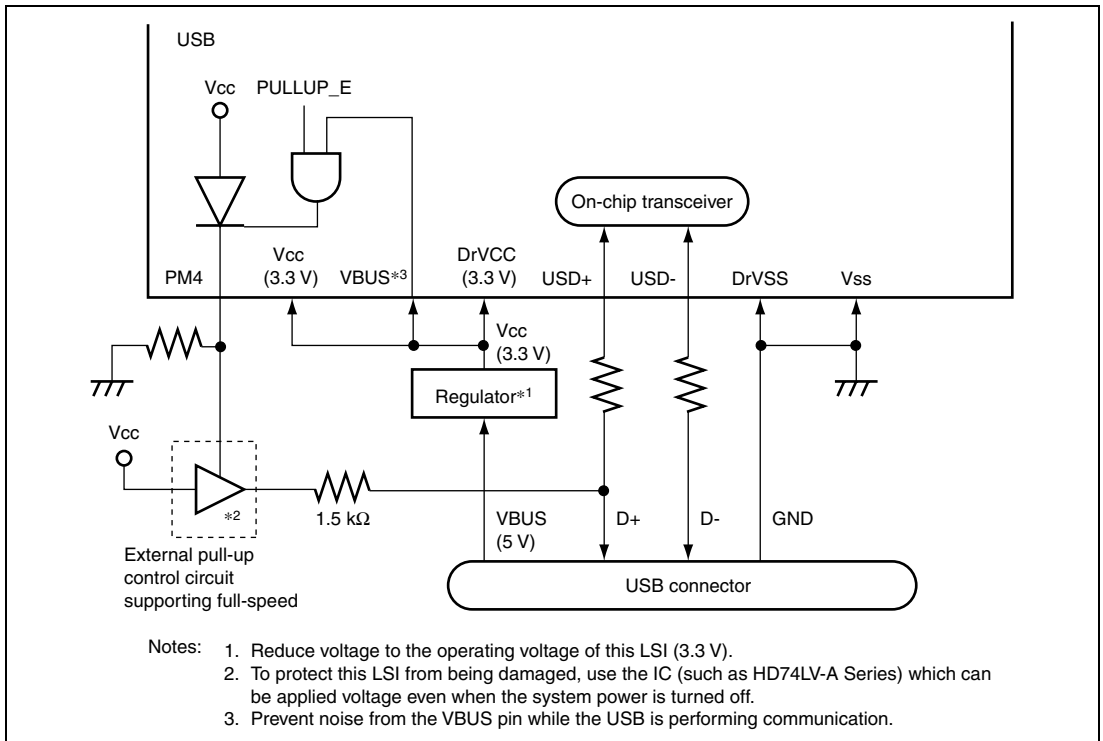 USB
Vcc PULLUP_E
On-chip transceiver
PM4
Vcc
(3.3 V)
VBUS*3
DrVCC
(3.3 V)
USD+
USD-
DrVSS
Vss
Vcc
(3.3 V)
Regulator*1
Vcc
*2
1.5 kΩ
VBUS
(5 V)
D+
D-
GND
External pull-up
control circuit
supporting full-speed
USB connector
Notes: 1. Reduce voltage to the operating voltage of this LSI (3.3 V).
2. To protect this LSI from being damaged, use the IC (such as HD74LV-A Series) which can
be applied voltage even when the system power is turned off.
3. Prevent noise from the VBUS pin while the USB is performing communication.